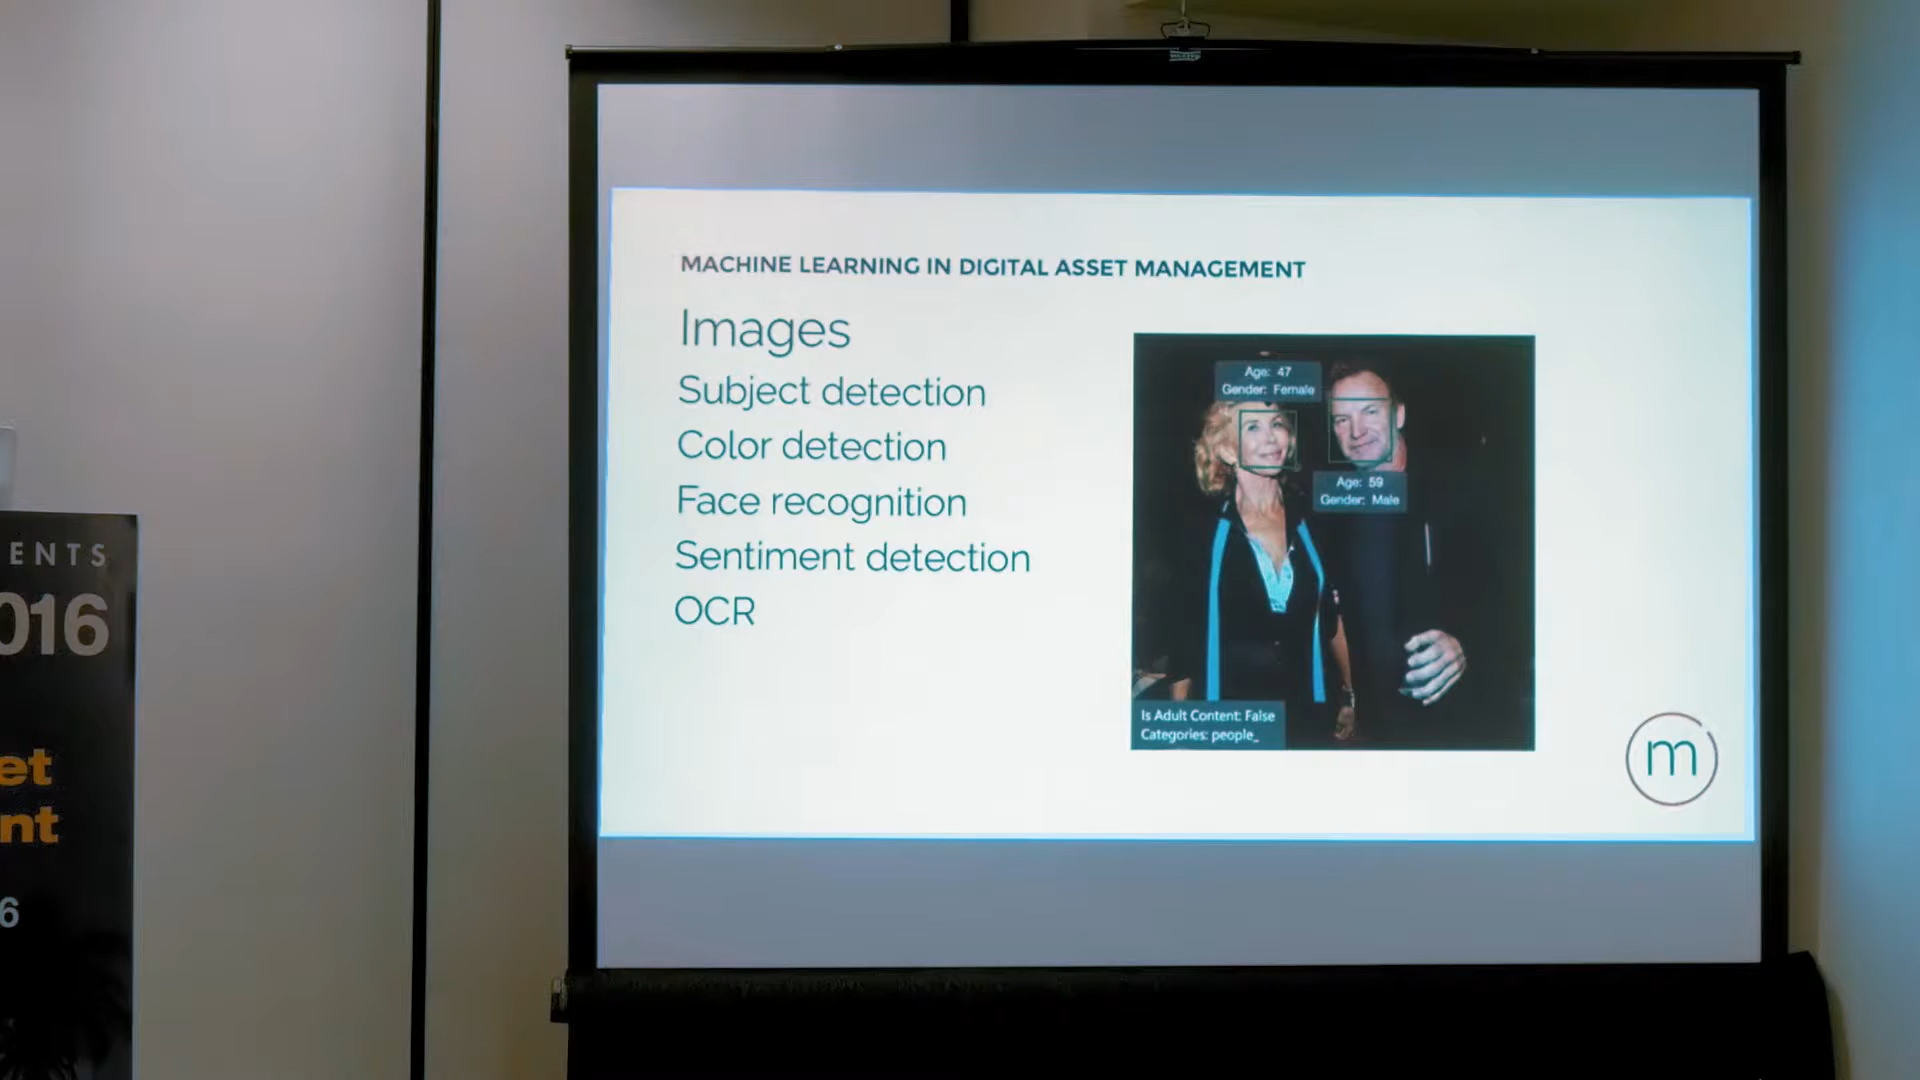 MACHINE LEARNING IN DIGITAL ASSET MANAGEMENT
Images
Subject detection
Color detection
Face recognition
Sentiment detection
OCR
Age: 47
Gender: Female
Age: 59
Gender: Male
Is Adult Content: False
Categories: people_
m
ENTS
016
et
nt
6